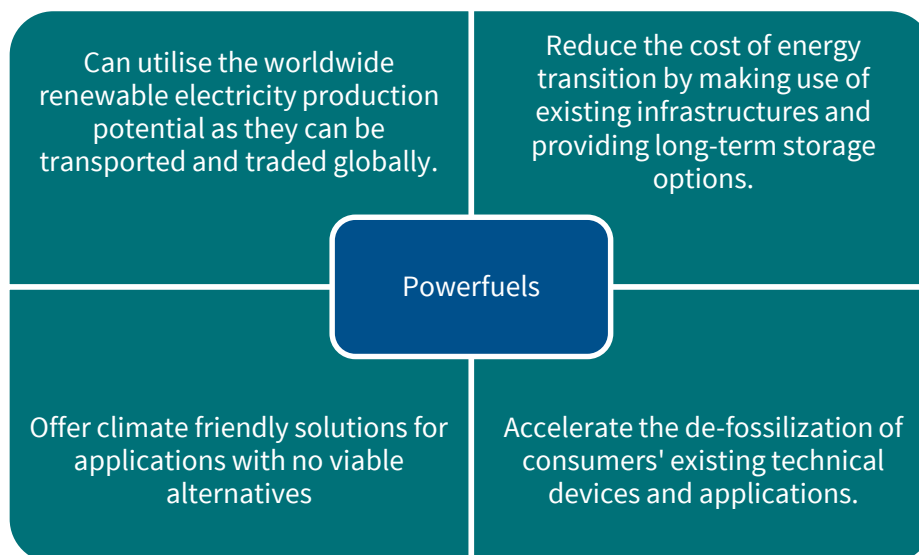 Can utilise the worldwide
renewable electricity production
potential as they can be
transported and traded globally.
Reduce the cost of energy
transition by making use of
existing infrastructures and
providing long-term storage
options.
Powerfuels
Offer climate friendly solutions for
applications with no viable
alternatives
Accelerate the de-fossilization of
consumers' existing technical
devices and applications.